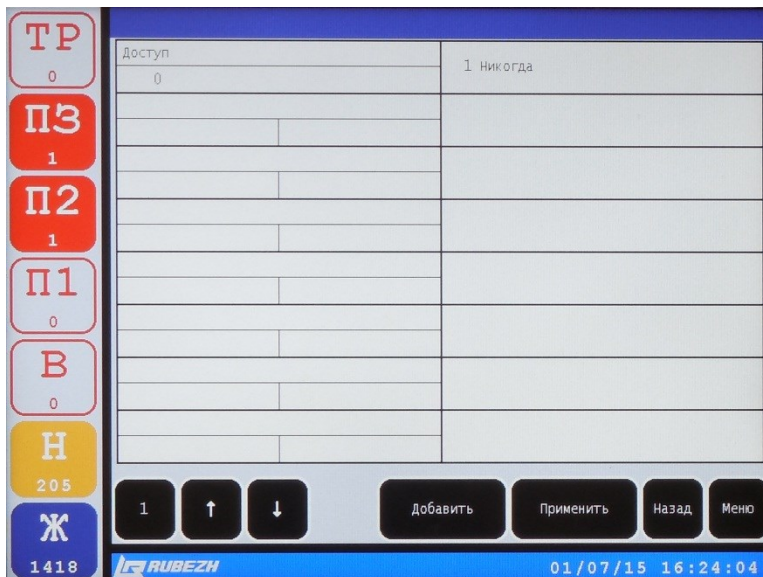 ТР
0
ПЗ
1
П2
1
П1
0
В
0
Н
205
Ж
1418
Доступ
0
1 Никогда
1
↑
↓
Добавить
Применить
Назад
Меню
RUBEZH
01/07/15 16:24:04